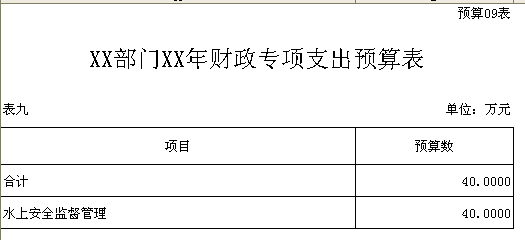 预算09表
XX部门XX年财政专项支出预算表
表九 单位：万元
项目 预算数
合计 40.0000
水上安全监督管理 40.0000